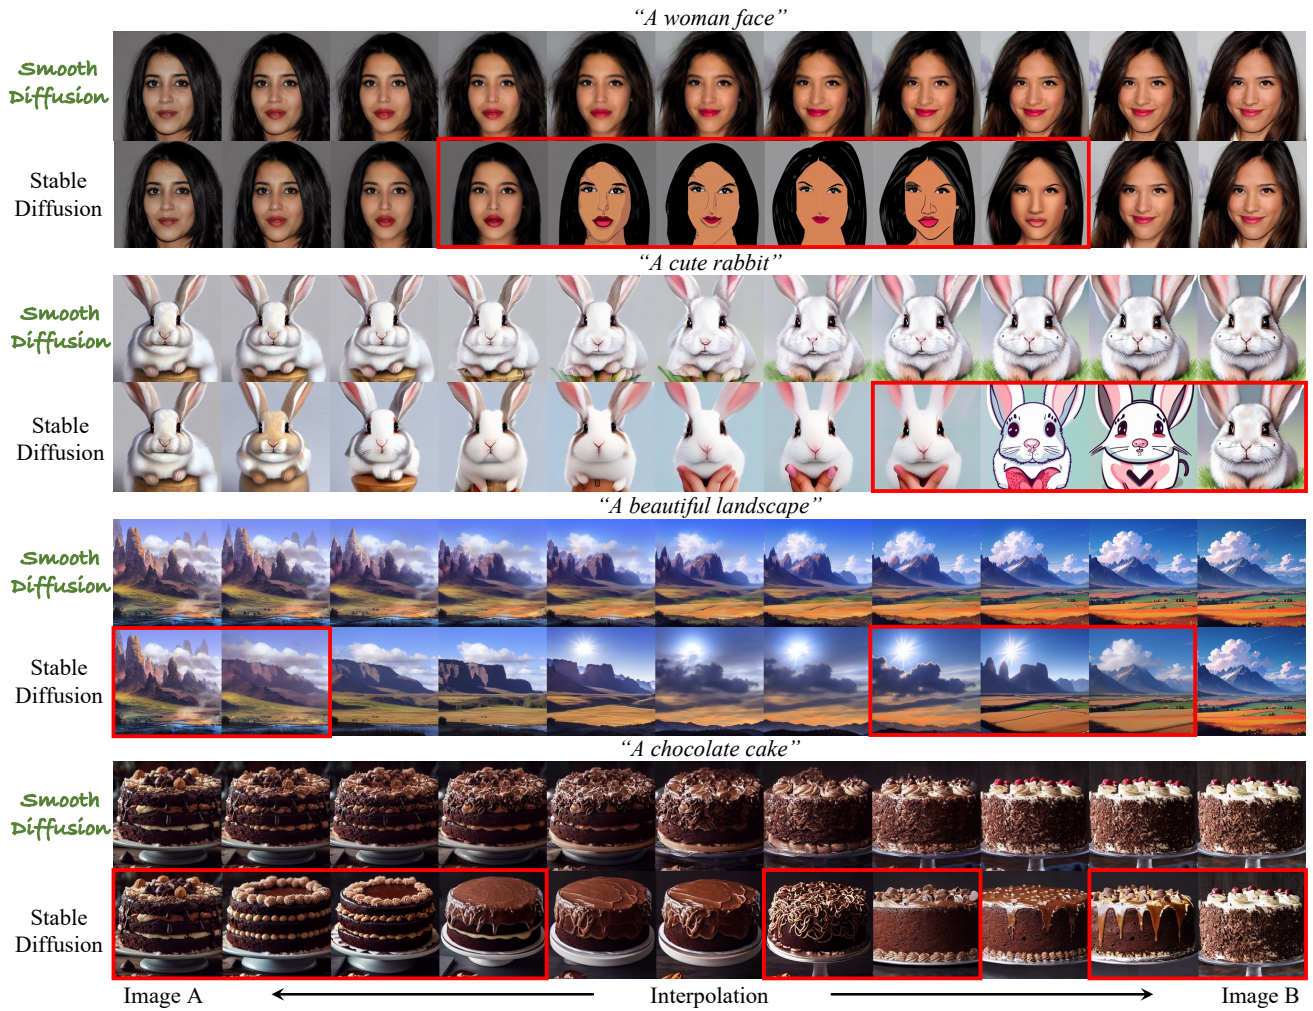 “A woman face”
Smooth
Diffusion
Stable
Diffusion
“A cute rabbit”
Smooth
Diffusion
Stable
Diffusion
“A beautiful landscape”
Smooth
Diffusion
Stable
Diffusion
“A chocolate cake”
Smooth
Diffusion
Stable
Diffusion
Image A Interpolation Image B